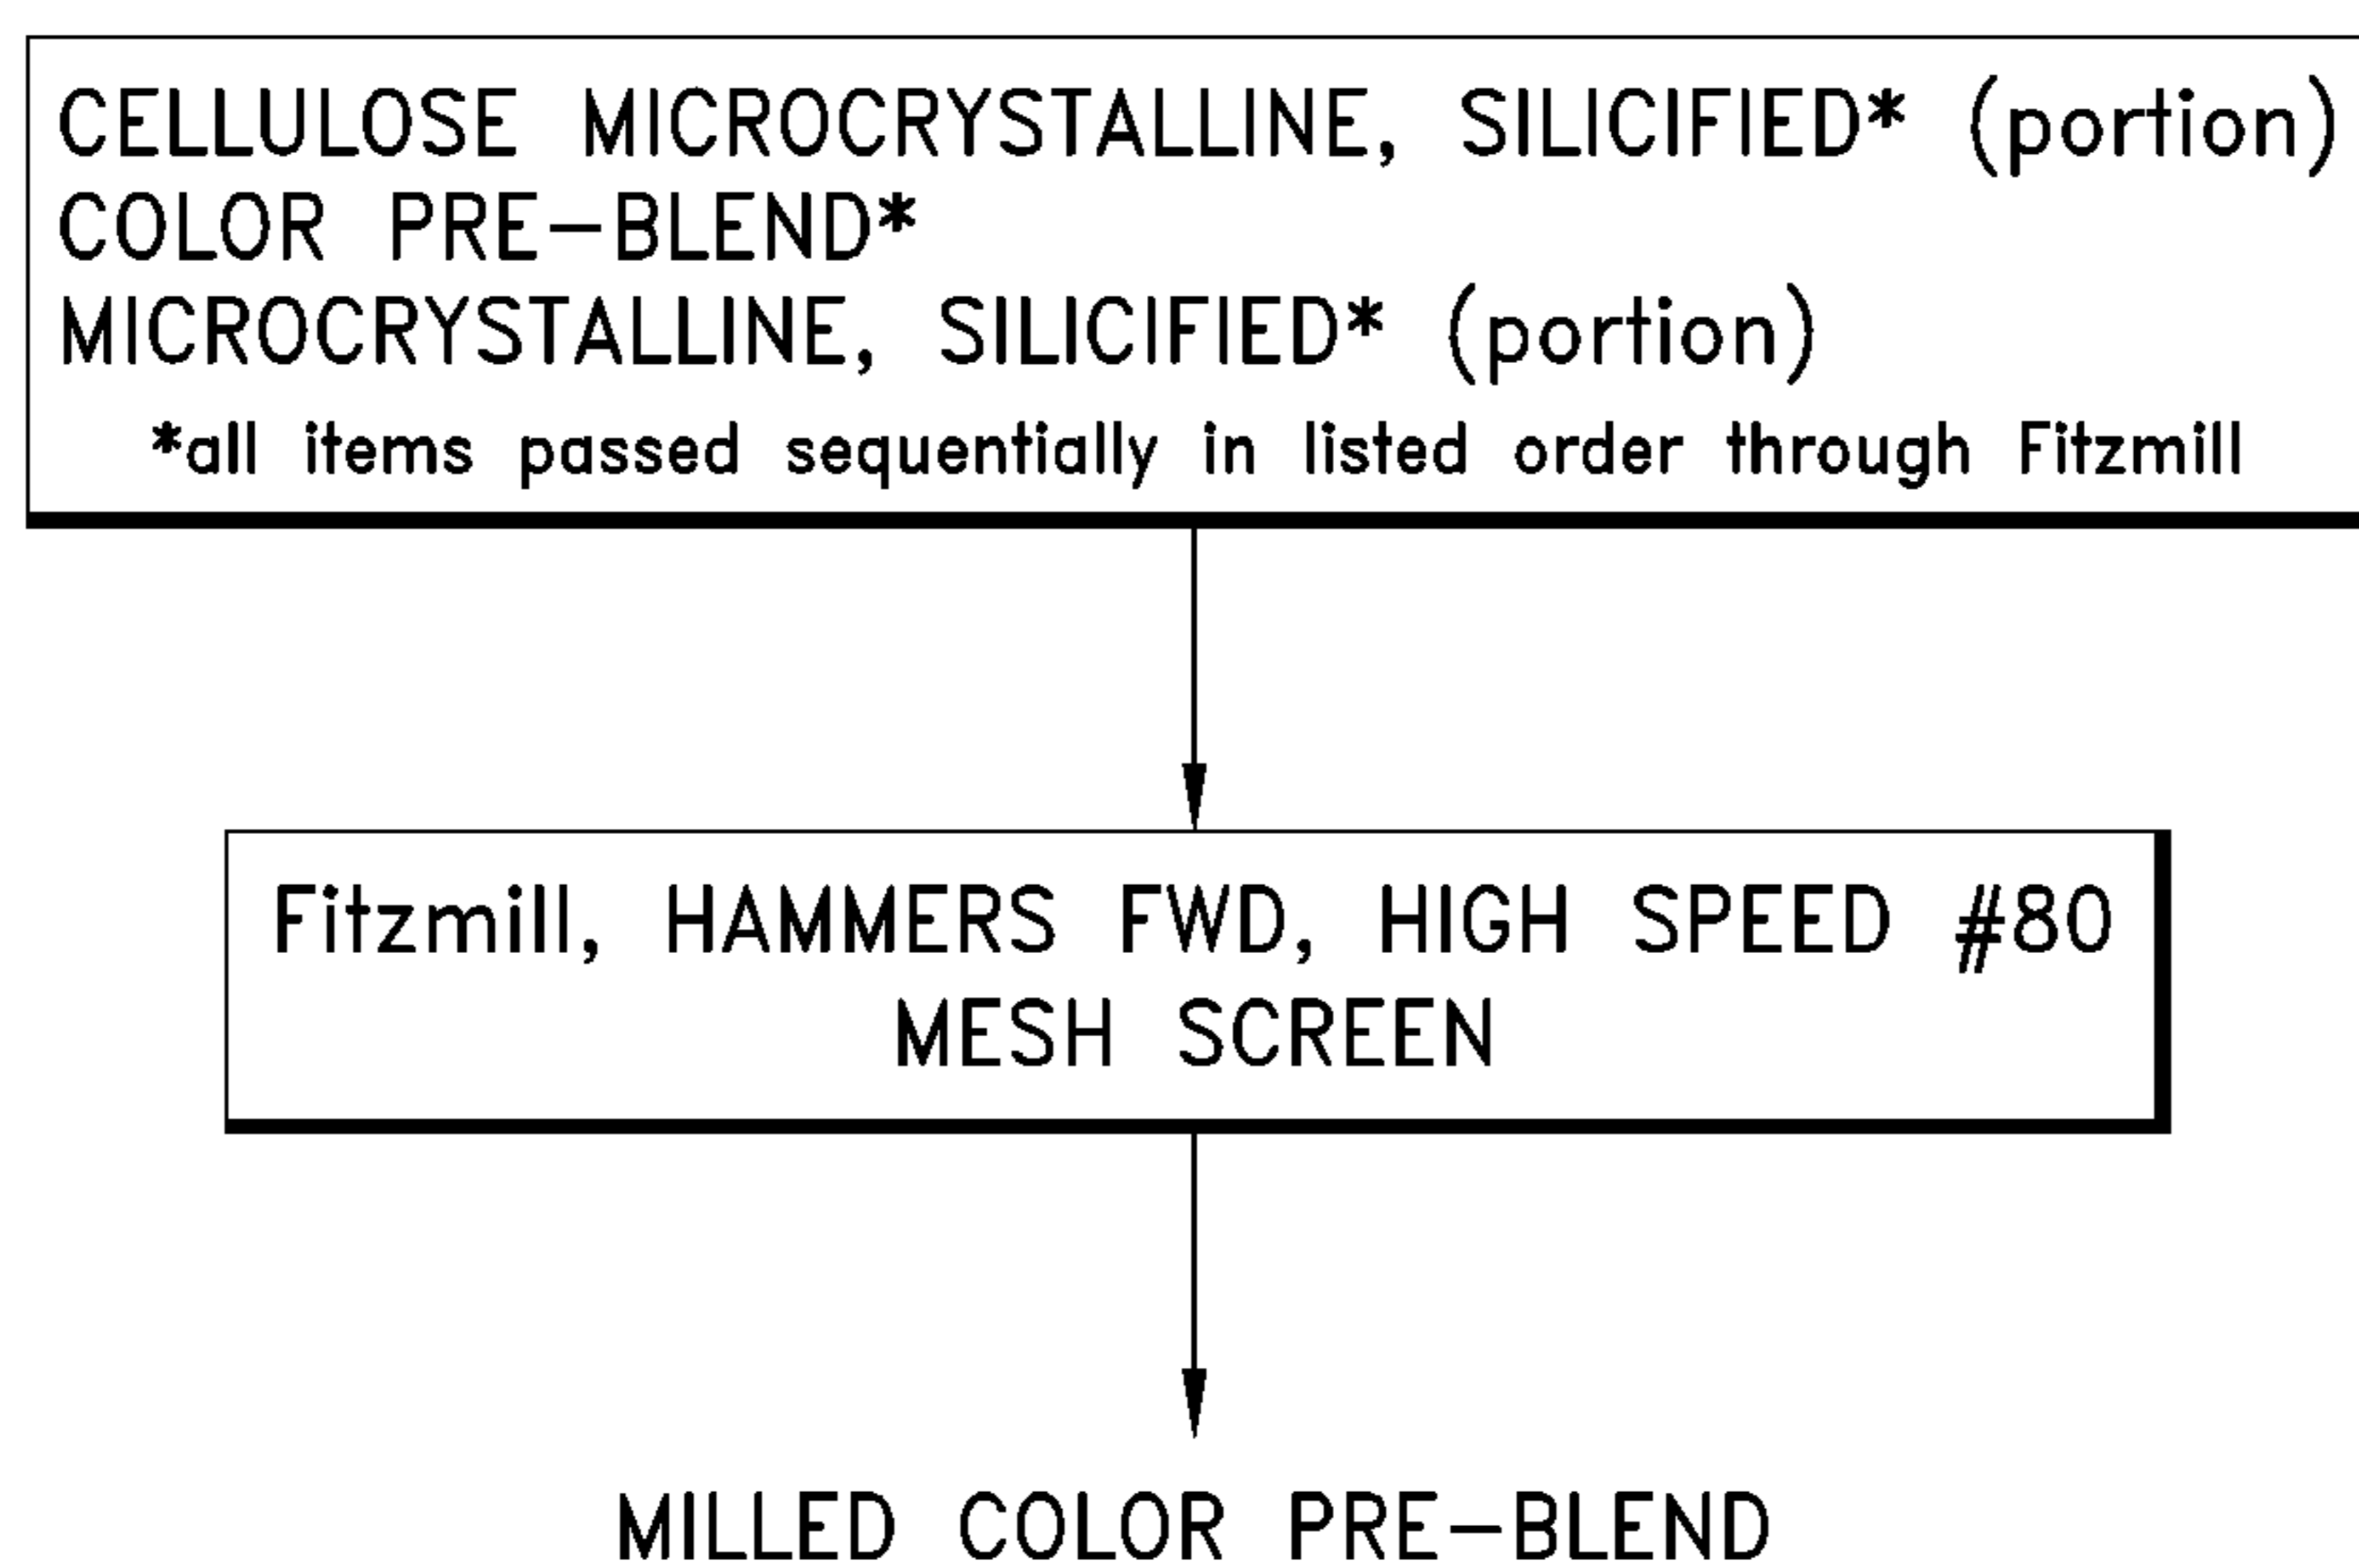 CELLULOSE MICROCRYSTALLINE, SILICIFIED* (portion)
COLOR PRE-BLEND*
MICROCRYSTALLINE, SILICIFIED* (portion)
*all items passed sequentially in listed order through Fitzmill
Fitzmill, HAMMERS FWD, HIGH SPEED #80
MESH SCREEN
MILLED COLOR PRE-BLEND